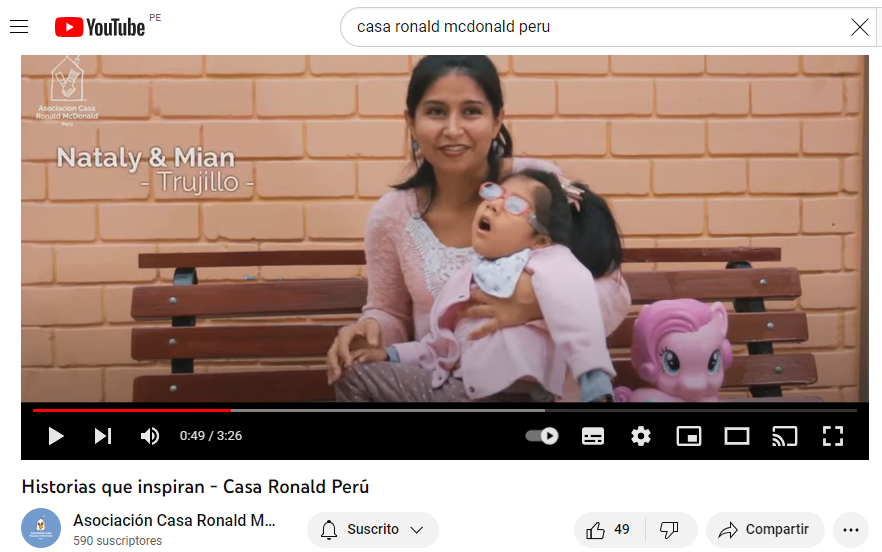 YouTube PE
casa ronald mcdonald peru
Asociación Casa
Ronald McDonald
Perú
Nataly & Mian
- Trujillo -
0:49 / 3:26
Historias que inspiran - Casa Ronald Perú
Asociación Casa Ronald M...
590 suscriptores
Suscrito
49
Compartir